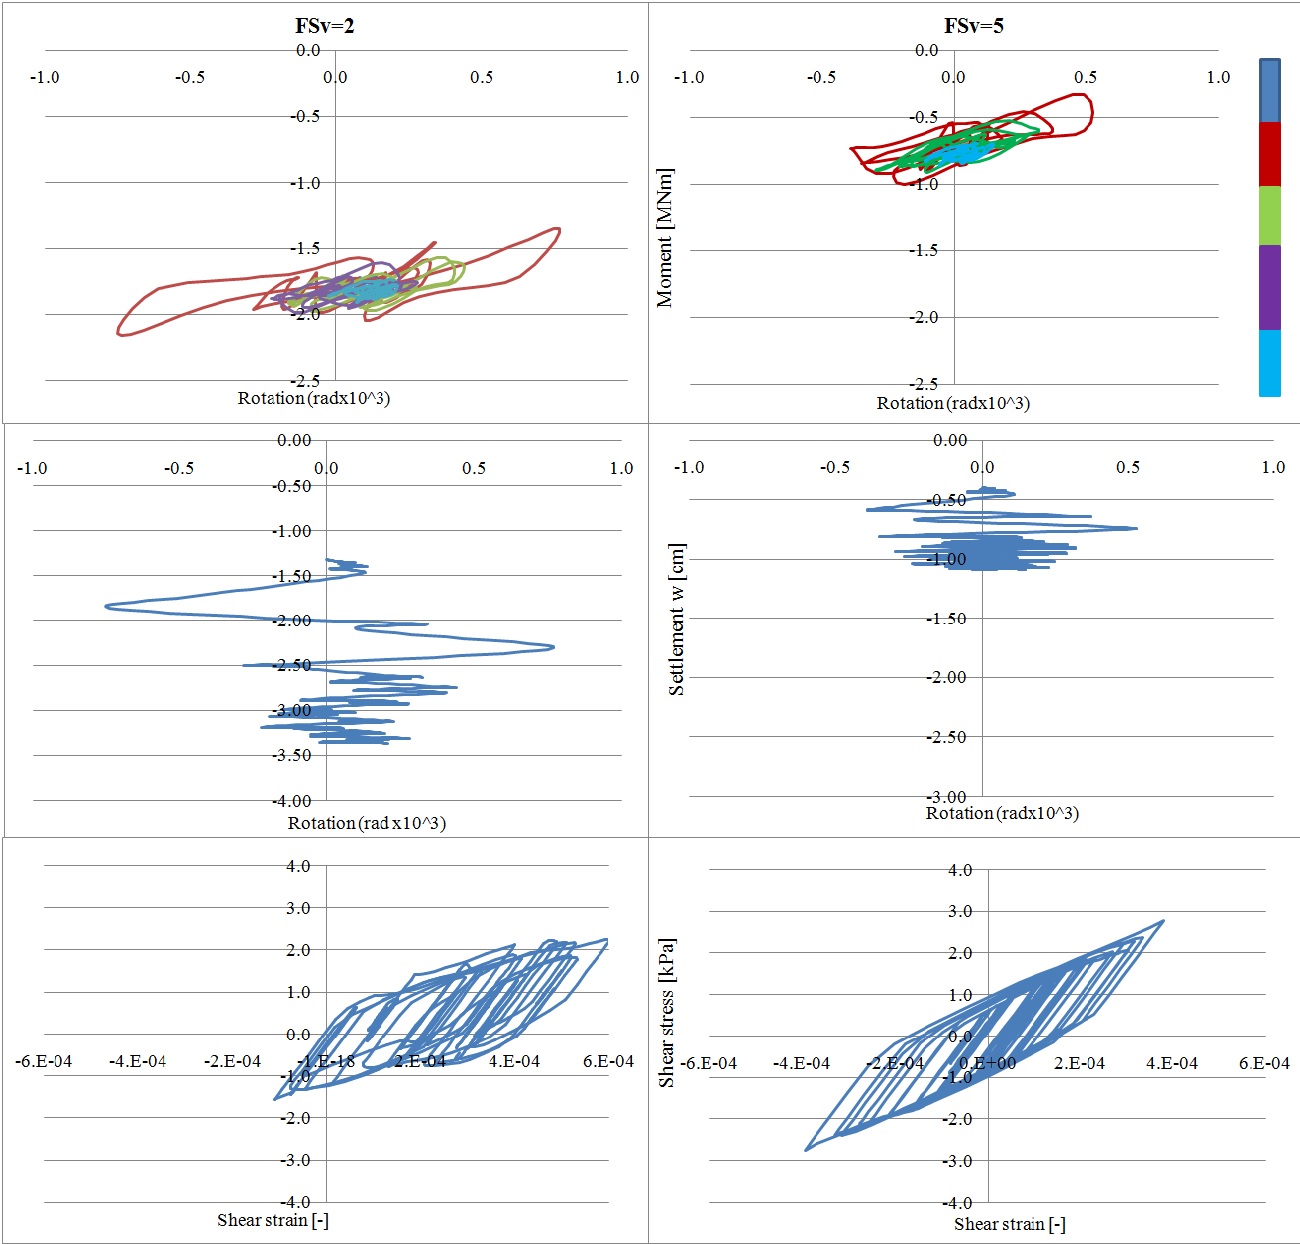 FSv=2
FSv=5
0.0
-1.0 -0.5 0.0 0.5 1.0
-0.5
-1.0
-1.5
-2.0
-2.5
Rotation (radx10^3)
0.0
-1.0 -0.5 0.0 0.5 1.0
-0.5
-1.0
-1.5
-2.0
-2.5
Moment [MNm]
Rotation (radx10^3)
0.00
-1.0 -0.5 0.0 0.5 1.0
-0.50
-1.00
-1.50
-2.00
-2.50
-3.00
-3.50
-4.00
Rotation (rad x10^3)
0.00
-1.0 -0.5 0.0 0.5 1.0
-0.50
-1.00
-1.50
-2.00
-2.50
-3.00
Settlement w [cm]
Rotation (radx10^3)
4.0
3.0
2.0
1.0
0.0
-6.E-04 -4.E-04 -2.E-04 -1.E-18 2.E-04 4.E-04 6.E-04
-1.0
-2.0
-3.0
-4.0
Shear strain [-]
4.0
3.0
2.0
1.0
0.0
-6.E-04 -4.E-04 -2.E-04 0.E+00 2.E-04 4.E-04 6.E-04
-1.0
-2.0
-3.0
-4.0
Shear stress [kPa]
Shear strain [-]